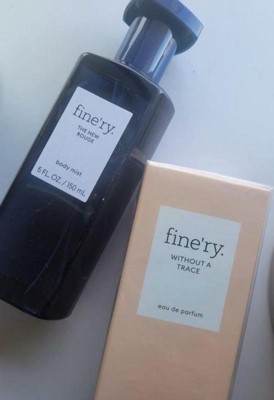 fine'ry.
THE NEW
ROUGE
body mist
5 FL. OZ. / 150 mL
fine'ry.
WITHOUT A
TRACE
eau de parfum